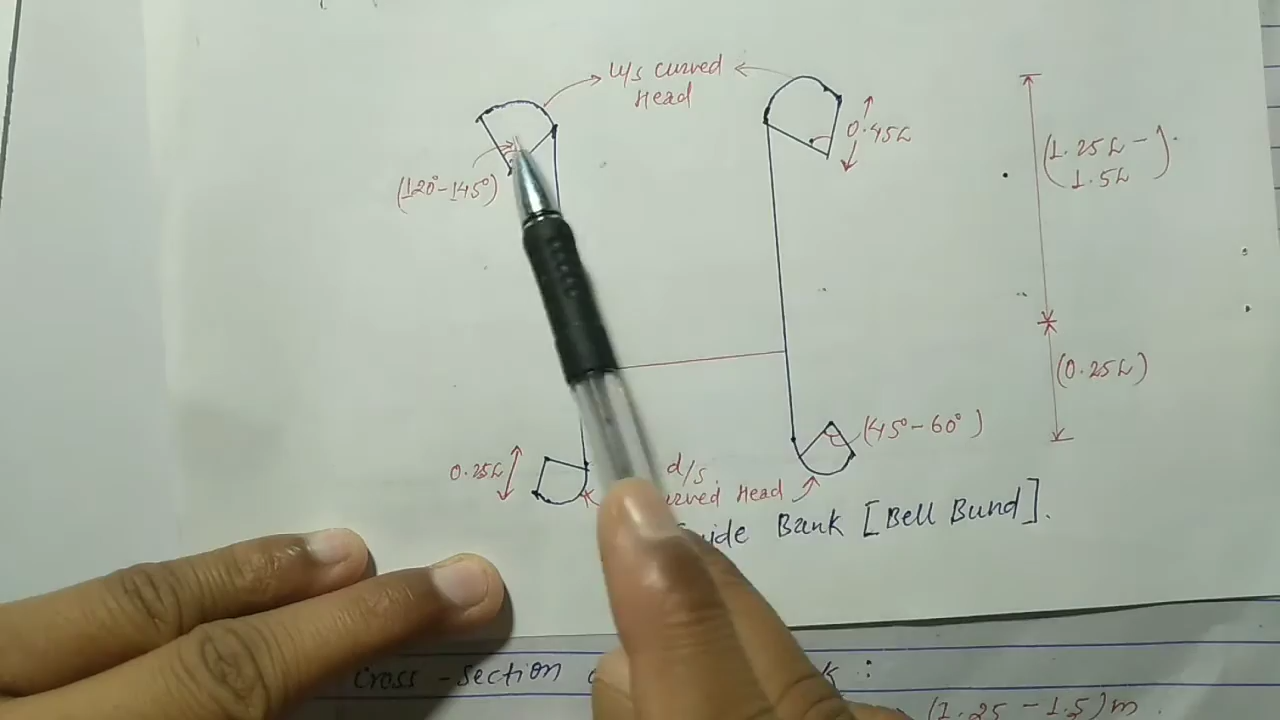 u/s curved
Head
0.45L
(1.25L -
1.5L)
(120°-145°)
(0.25L)
(45°-60°)
0.25L
d/s
curved Head
Guide Bank [Bell Bund].
cross-section
:
(1.25-1.5)m